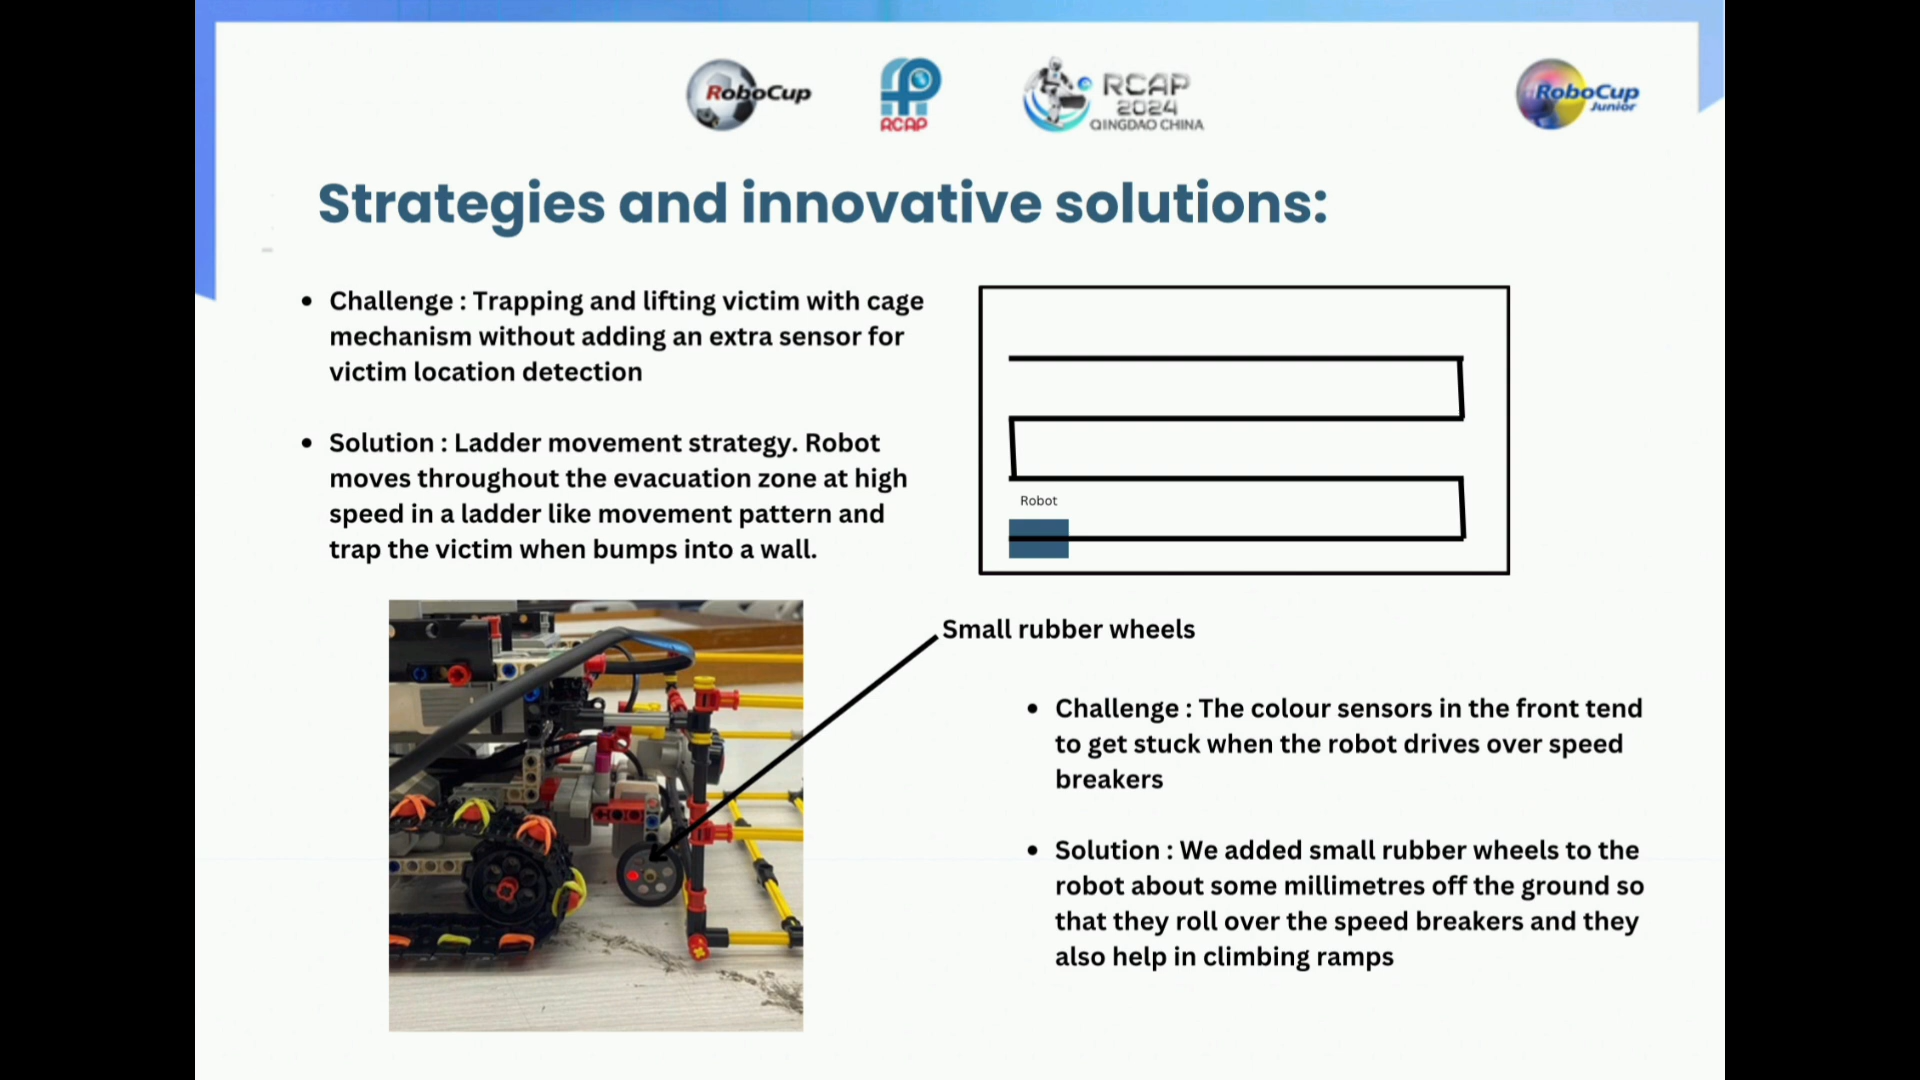 RoboCup
RCAP
RCAP
2024
QINGDAO CHINA
RoboCup
Junior
Strategies and innovative solutions:
• Challenge : Trapping and lifting victim with cage
mechanism without adding an extra sensor for
victim location detection
• Solution : Ladder movement strategy. Robot
moves throughout the evacuation zone at high
speed in a ladder like movement pattern and
trap the victim when bumps into a wall.
Robot
Small rubber wheels
• Challenge : The colour sensors in the front tend
to get stuck when the robot drives over speed
breakers
• Solution : We added small rubber wheels to the
robot about some millimetres off the ground so
that they roll over the speed breakers and they
also help in climbing ramps